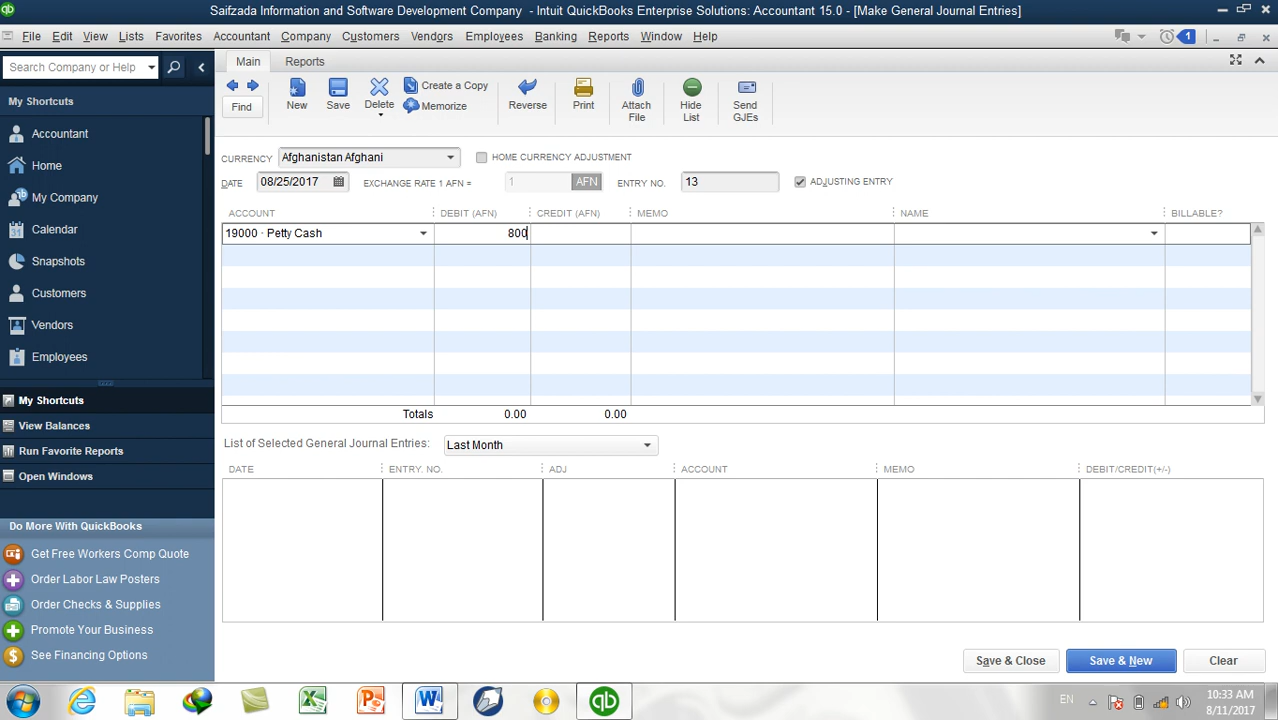 Saifzada Information and Software Development Company - Intuit QuickBooks Enterprise Solutions: Accountant 15.0 - [Make General Journal Entries]
File Edit View Lists Favorites Accountant Company Customers Vendors Employees Banking Reports Window Help
1
Search Company or Help
Main Reports
Find
New
Save
Delete
Create a Copy
Memorize
Reverse
Print
Attach
File
Hide
List
Send
GJEs
My Shortcuts
Accountant
Home
My Company
Calendar
31
Snapshots
Customers
Vendors
Employees
My Shortcuts
View Balances
Run Favorite Reports
Open Windows
Do More With QuickBooks
Get Free Workers Comp Quote
Order Labor Law Posters
Order Checks & Supplies
Promote Your Business
See Financing Options
CURRENCY Afghanistan Afghani HOME CURRENCY ADJUSTMENT
DATE 08/25/2017 EXCHANGE RATE 1 AFN = 1 AFN ENTRY NO. 13 ADJUSTING ENTRY
ACCOUNT DEBIT (AFN) CREDIT (AFN) MEMO NAME BILLABLE?
19000 · Petty Cash 800
Totals 0.00 0.00
List of Selected General Journal Entries: Last Month
DATE ENTRY. NO. ADJ ACCOUNT MEMO DEBIT/CREDIT(+/-)
Save & Close Save & New Clear
EN
10:33 AM
8/11/2017